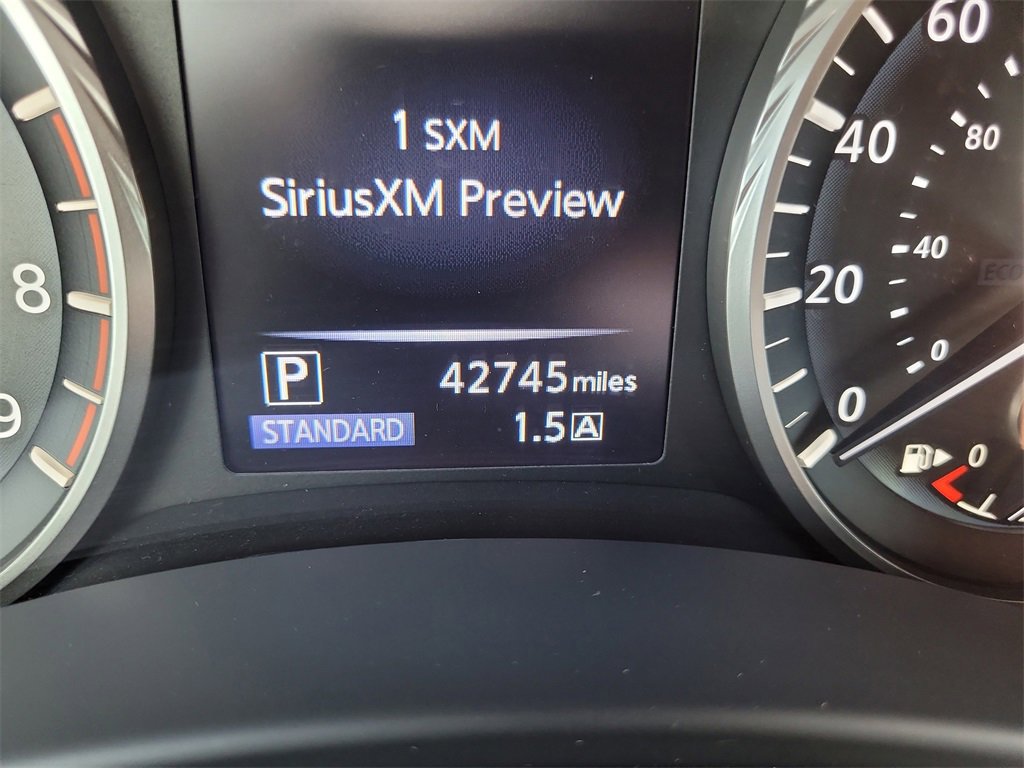 1 SXM
SiriusXM Preview
P
42745 miles
STANDARD
1.5 A
8
9
60
40
20
0
80
40
0
ECO
0